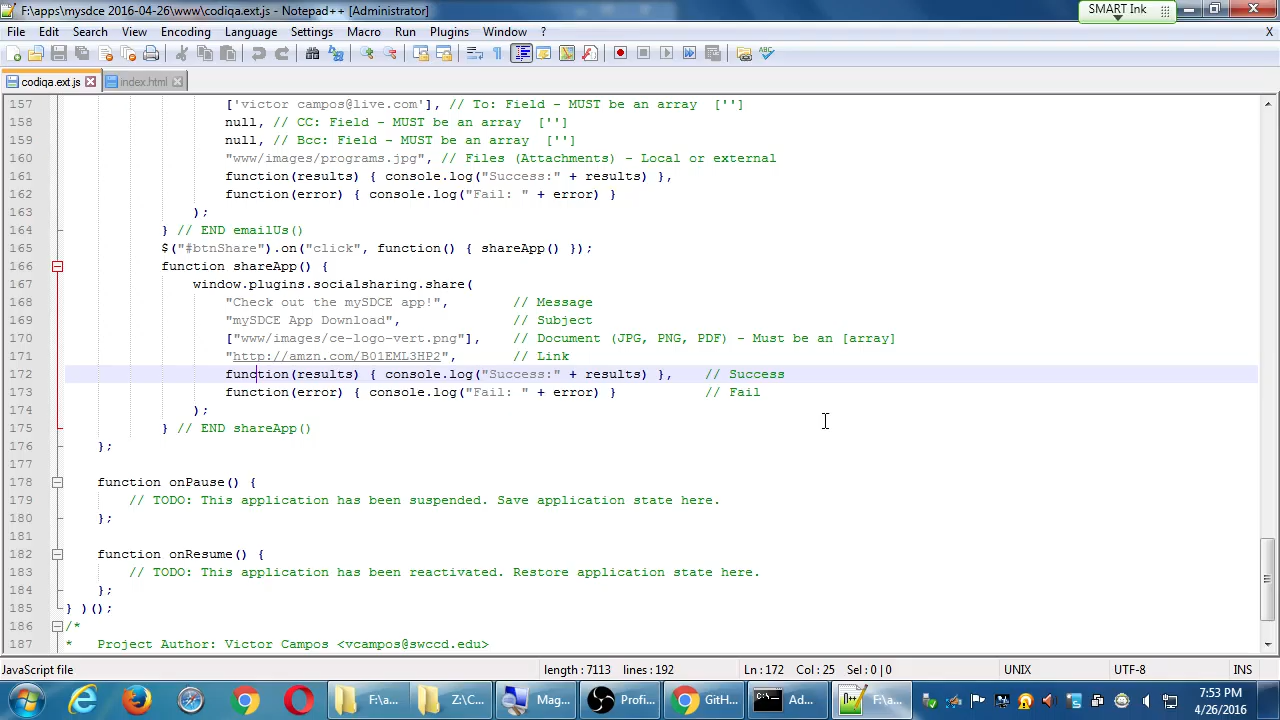 F:\apps\mysdce 2016-04-26\www\codiqa.ext.js - Notepad++ [Administrator]
SMART Ink
File Edit Search View Encoding Language Settings Macro Run Plugins Window ? X
codiqa.ext.js index.html
157 ['victor campos@live.com'], // To: Field - MUST be an array ['']
158 null, // CC: Field - MUST be an array ['']
159 null, // Bcc: Field - MUST be an array ['']
160 "www/images/programs.jpg", // Files (Attachments) - Local or external
161 function(results) { console.log("Success:" + results) },
162 function(error) { console.log("Fail: " + error) }
163 );
164 } // END emailUs()
165 $("#btnShare").on("click", function() { shareApp() });
166 function shareApp() {
167 window.plugins.socialsharing.share(
168 "Check out the mySDCE app!", // Message
169 "mySDCE App Download", // Subject
170 ["www/images/ce-logo-vert.png"], // Document (JPG, PNG, PDF) - Must be an [array]
171 "http://amzn.com/B01EML3HP2", // Link
172 function(results) { console.log("Success:" + results) }, // Success
173 function(error) { console.log("Fail: " + error) } // Fail
174 );
175 } // END shareApp()
176 };
177
178 function onPause() {
179 // TODO: This application has been suspended. Save application state here.
180 };
181
182 function onResume() {
183 // TODO: This application has been reactivated. Restore application state here.
184 };
185 } )();
186 /*
187 * Project Author: Victor Campos <vcampos@swccd.edu>
JavaScript file length : 7113 lines : 192 Ln : 172 Col : 25 Sel : 0 | 0 UNIX UTF-8 INS
F:\a... Z:\C... Mag... Profi... GitH... Ad... F:\a... 7:53 PM
4/26/2016